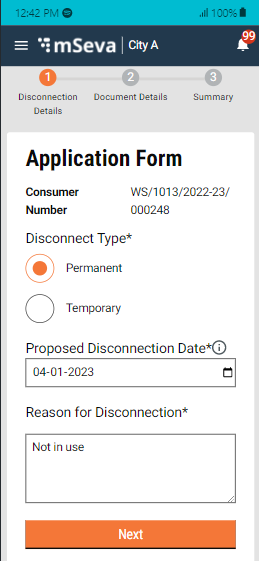 12:42 PM 100%
mSeva City A 99
1 2 3
Disconnection Document Details Summary
Details
Application Form
Consumer WS/1013/2022-23/
Number 000248
Disconnect Type*
Permanent
Temporary
Proposed Disconnection Date*
04-01-2023
Reason for Disconnection*
Not in use
Next